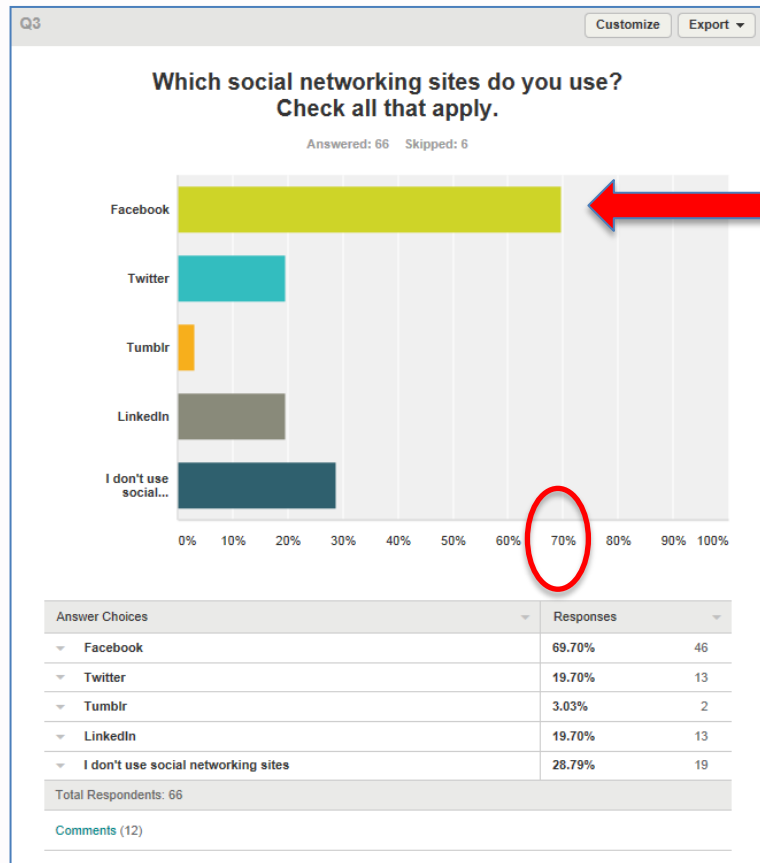 Q3
Customize
Export
Which social networking sites do you use?
Check all that apply.
Answered: 66 Skipped: 6
Facebook
Twitter
Tumblr
LinkedIn
I don't use
social...
0% 10% 20% 30% 40% 50% 60% 70% 80% 90% 100%
Answer Choices Responses
Facebook 69.70% 46
Twitter 19.70% 13
Tumblr 3.03% 2
LinkedIn 19.70% 13
I don't use social networking sites 28.79% 19
Total Respondents: 66
Comments (12)